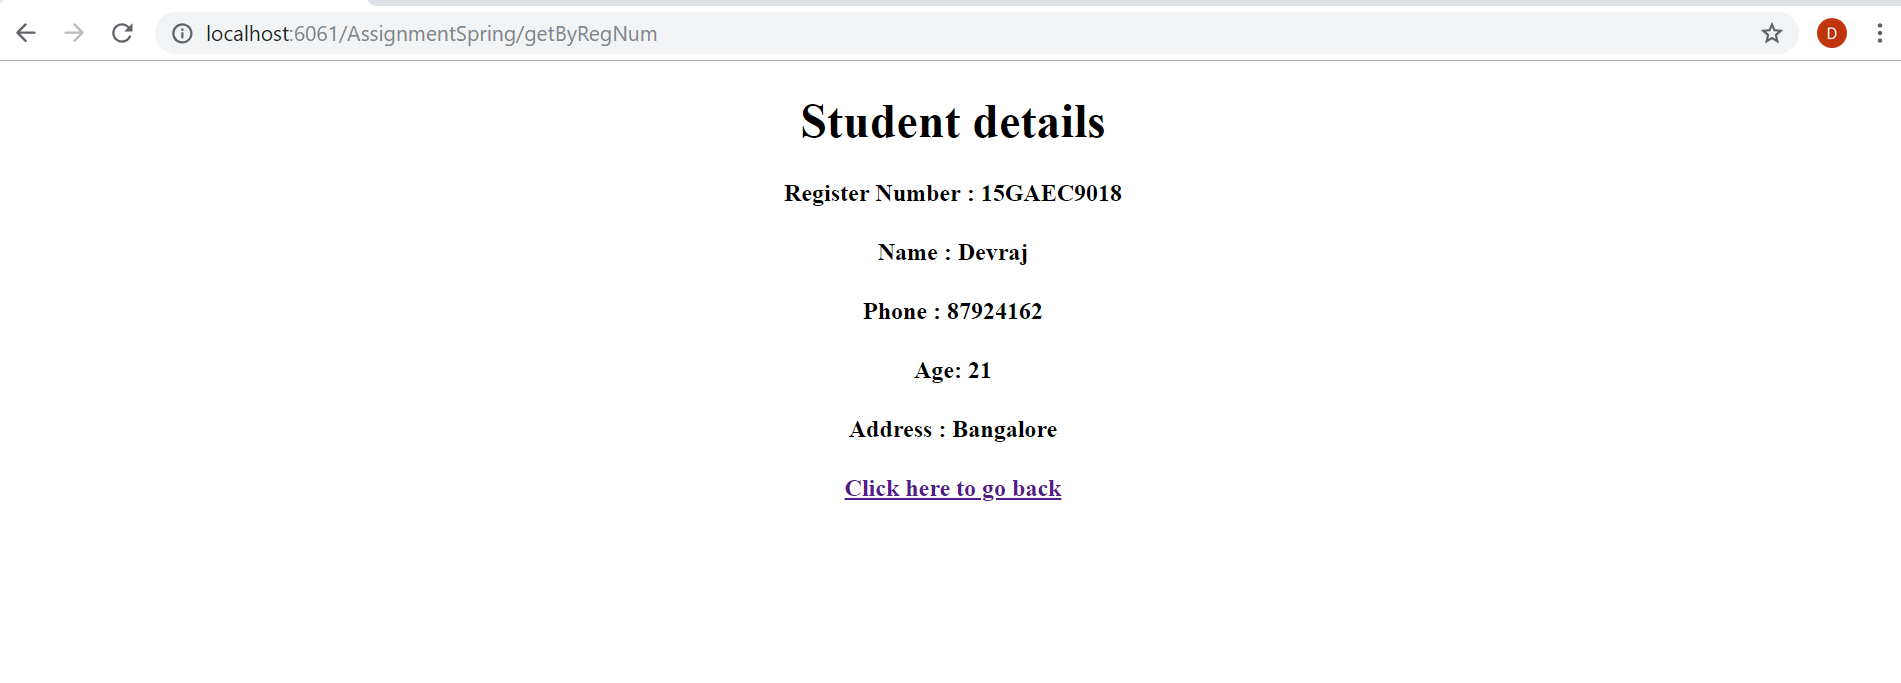 localhost:6061/AssignmentSpring/getByRegNum
D
Student details
Register Number : 15GAEC9018
Name : Devraj
Phone : 87924162
Age: 21
Address : Bangalore
Click here to go back